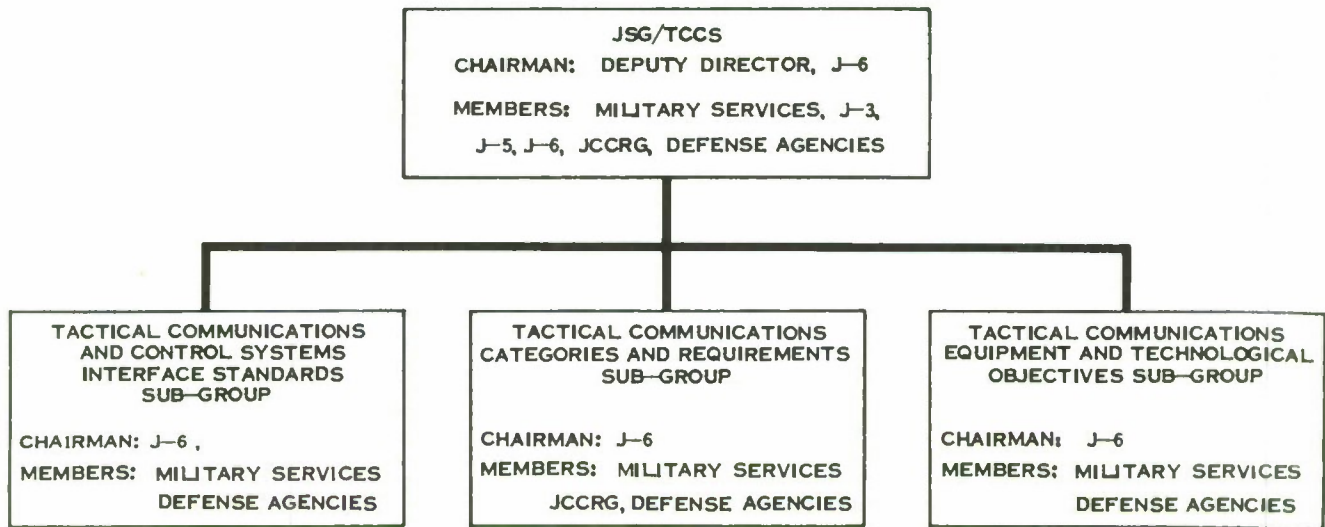 JSG/TCCS
CHAIRMAN: DEPUTY DIRECTOR, J-6
MEMBERS: MILITARY SERVICES, J-3,
J-5, J-6, JCCRG, DEFENSE AGENCIES
TACTICAL COMMUNICATIONS
AND CONTROL SYSTEMS
INTERFACE STANDARDS
SUB-GROUP
CHAIRMAN: J-6,
MEMBERS: MILITARY SERVICES
DEFENSE AGENCIES
TACTICAL COMMUNICATIONS
CATEGORIES AND REQUIREMENTS
SUB-GROUP
CHAIRMAN: J-6
MEMBERS: MILITARY SERVICES
JCCRG, DEFENSE AGENCIES
TACTICAL COMMUNICATIONS
EQUIPMENT AND TECHNOLOGICAL
OBJECTIVES SUB-GROUP
CHAIRMAN: J-6
MEMBERS: MILITARY SERVICES
DEFENSE AGENCIES